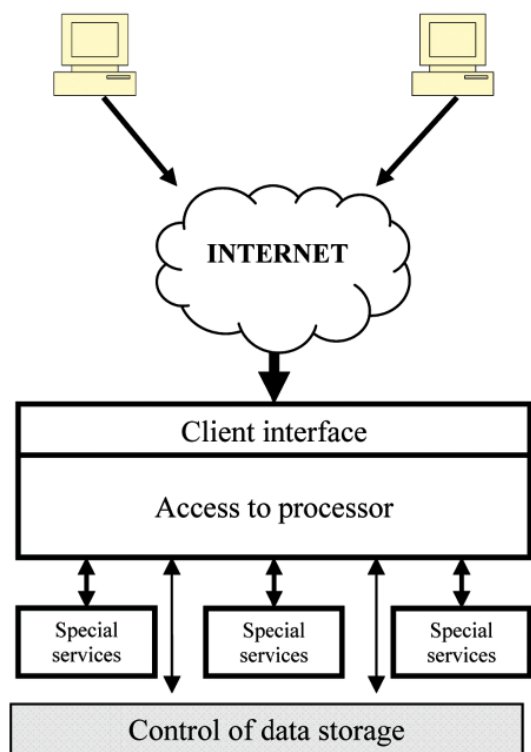 INTERNET
Client interface
Access to processor
Special
services
Special
services
Special
services
Control of data storage